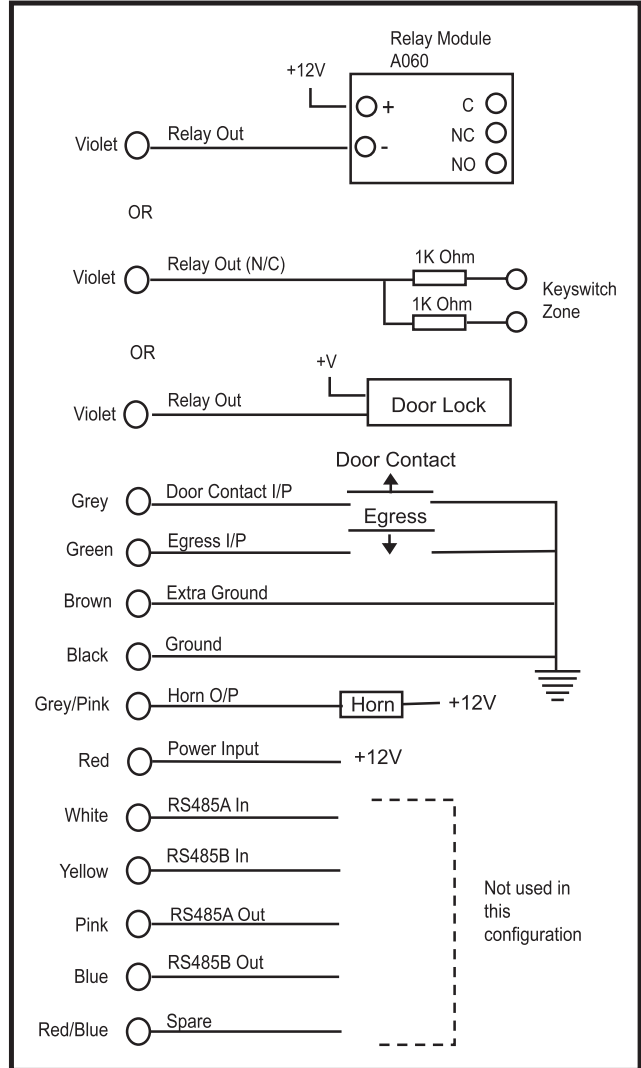 Relay Module
A060
+12V
+ C
Violet Relay Out - NC
NO
OR
Violet Relay Out (N/C) 1K Ohm
1K Ohm
Keyswitch
Zone
OR
+V
Violet Relay Out Door Lock
Door Contact
Grey Door Contact I/P
Egress
Green Egress I/P
Brown Extra Ground
Black Ground
Grey/Pink Horn O/P Horn +12V
Red Power Input +12V
White RS485A In
Yellow RS485B In
Not used in
this
configuration
Pink RS485A Out
Blue RS485B Out
Red/Blue Spare